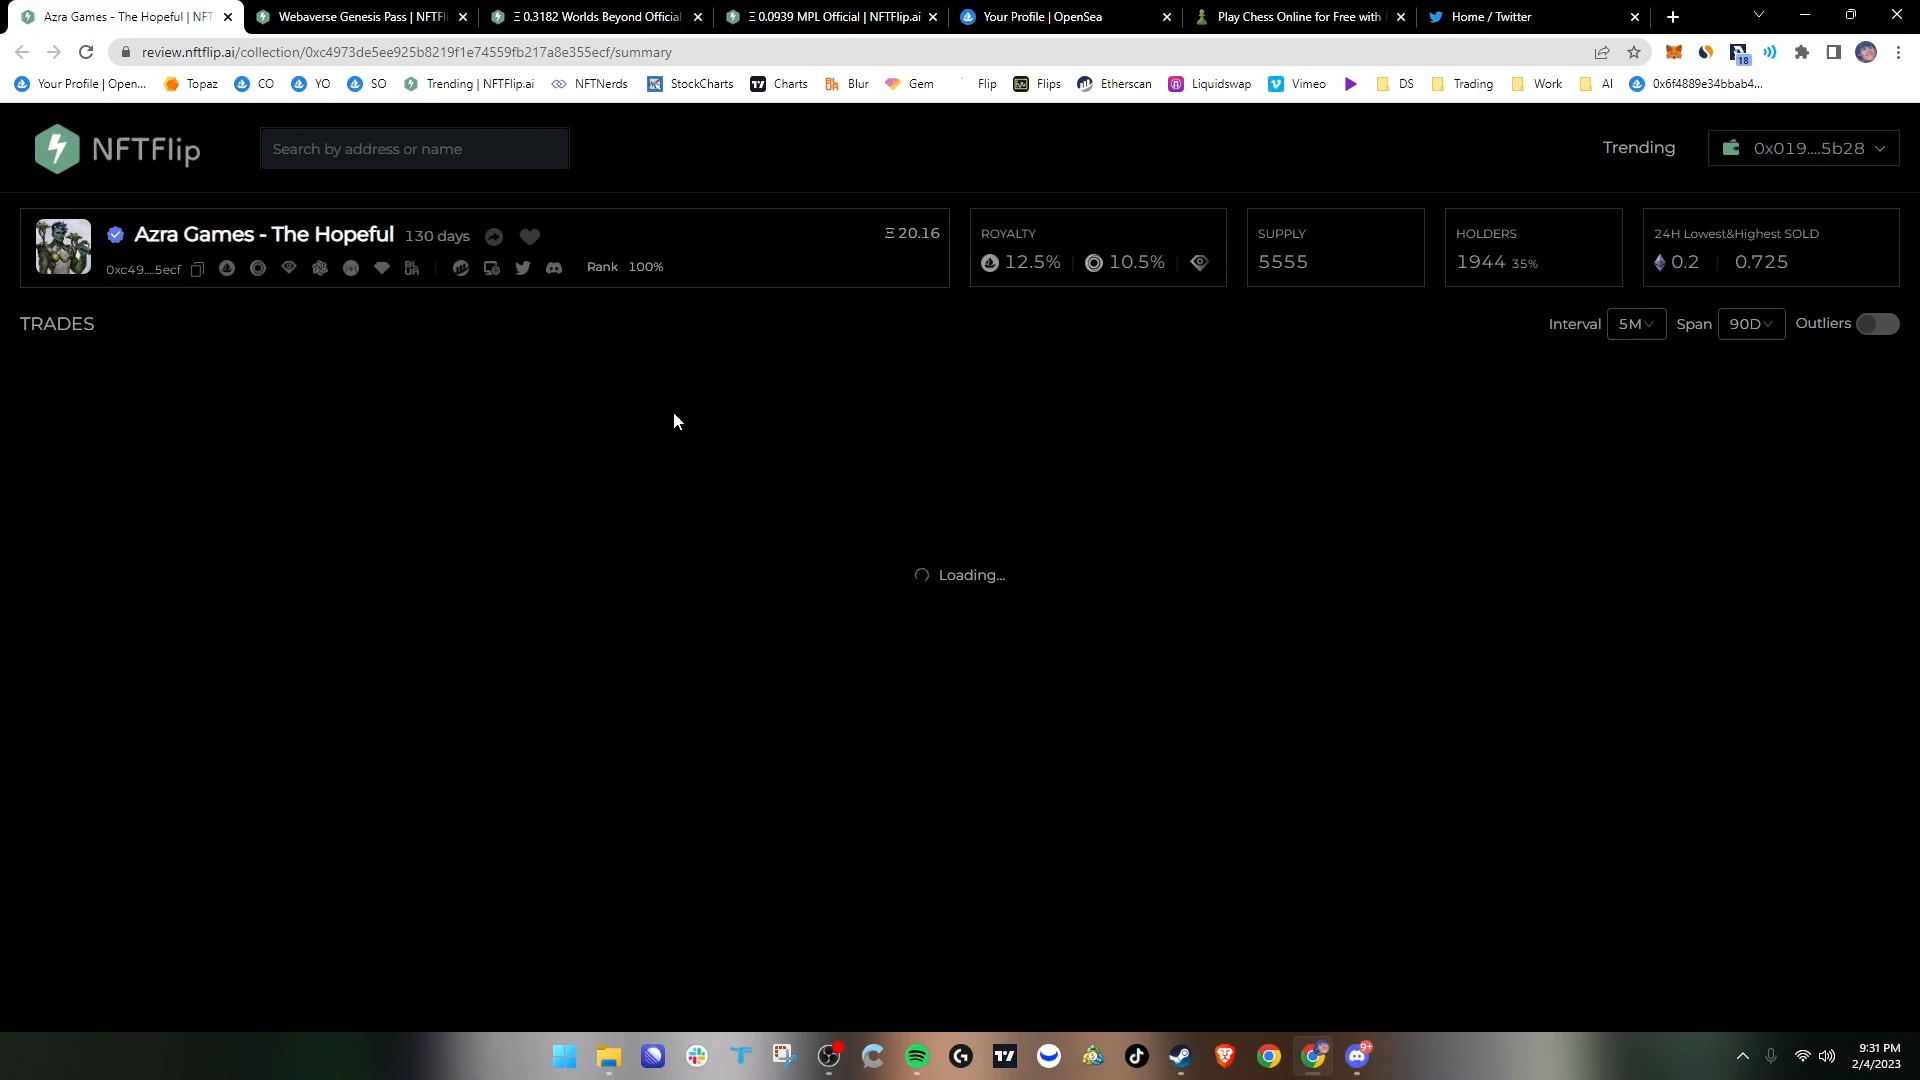 Azra Games - The Hopeful | NFT
Webaverse Genesis Pass | NFTFl
Ξ 0.3182 Worlds Beyond Official
Ξ 0.0939 MPL Official | NFTFlip.ai
Your Profile | OpenSea
Play Chess Online for Free with
Home / Twitter
review.nftflip.ai/collection/0xc4973de5ee925b8219f1e74559fb217a8e355ecf/summary
18
Your Profile | Open...
Topaz
CO
YO
SO
Trending | NFTFlip.ai
NFTNerds
StockCharts
Charts
Blur
Gem
Flip
Flips
Etherscan
Liquidswap
Vimeo
DS
Trading
Work
AI
0x6f4889e34bbab4...
NFTFlip
Search by address or name
Trending
0x019....5b28
Azra Games - The Hopeful
130 days
Ξ 20.16
0xc49....5ecf
Rank 100%
ROYALTY
12.5%
10.5%
SUPPLY
5555
HOLDERS
1944 35%
24H Lowest&Highest SOLD
0.2
0.725
TRADES
Interval 5M
Span 90D
Outliers
Loading...
9+
9:31 PM
2/4/2023